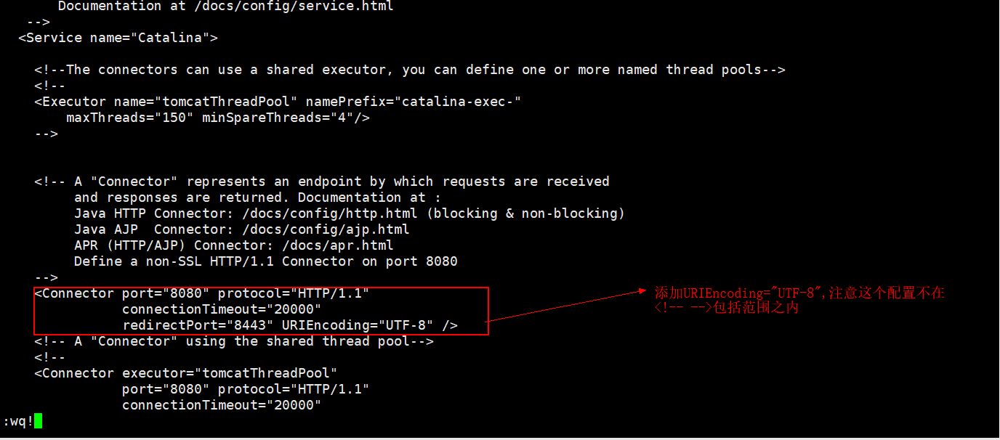 Documentation at /docs/config/service.html
-->
<Service name="Catalina">
<!--The connectors can use a shared executor, you can define one or more named thread pools-->
<!--
<Executor name="tomcatThreadPool" namePrefix="catalina-exec-"
maxThreads="150" minSpareThreads="4"/>
-->
<!-- A "Connector" represents an endpoint by which requests are received
and responses are returned. Documentation at :
Java HTTP Connector: /docs/config/http.html (blocking & non-blocking)
Java AJP  Connector: /docs/config/ajp.html
APR (HTTP/AJP) Connector: /docs/apr.html
Define a non-SSL HTTP/1.1 Connector on port 8080
-->
<Connector port="8080" protocol="HTTP/1.1"
connectionTimeout="20000"
redirectPort="8443" URIEncoding="UTF-8" />
添加URIEncoding="UTF-8",注意这个配置不在
<!-- -->包括范围之内
<!-- A "Connector" using the shared thread pool-->
<!--
<Connector executor="tomcatThreadPool"
port="8080" protocol="HTTP/1.1"
connectionTimeout="20000"
:wq!